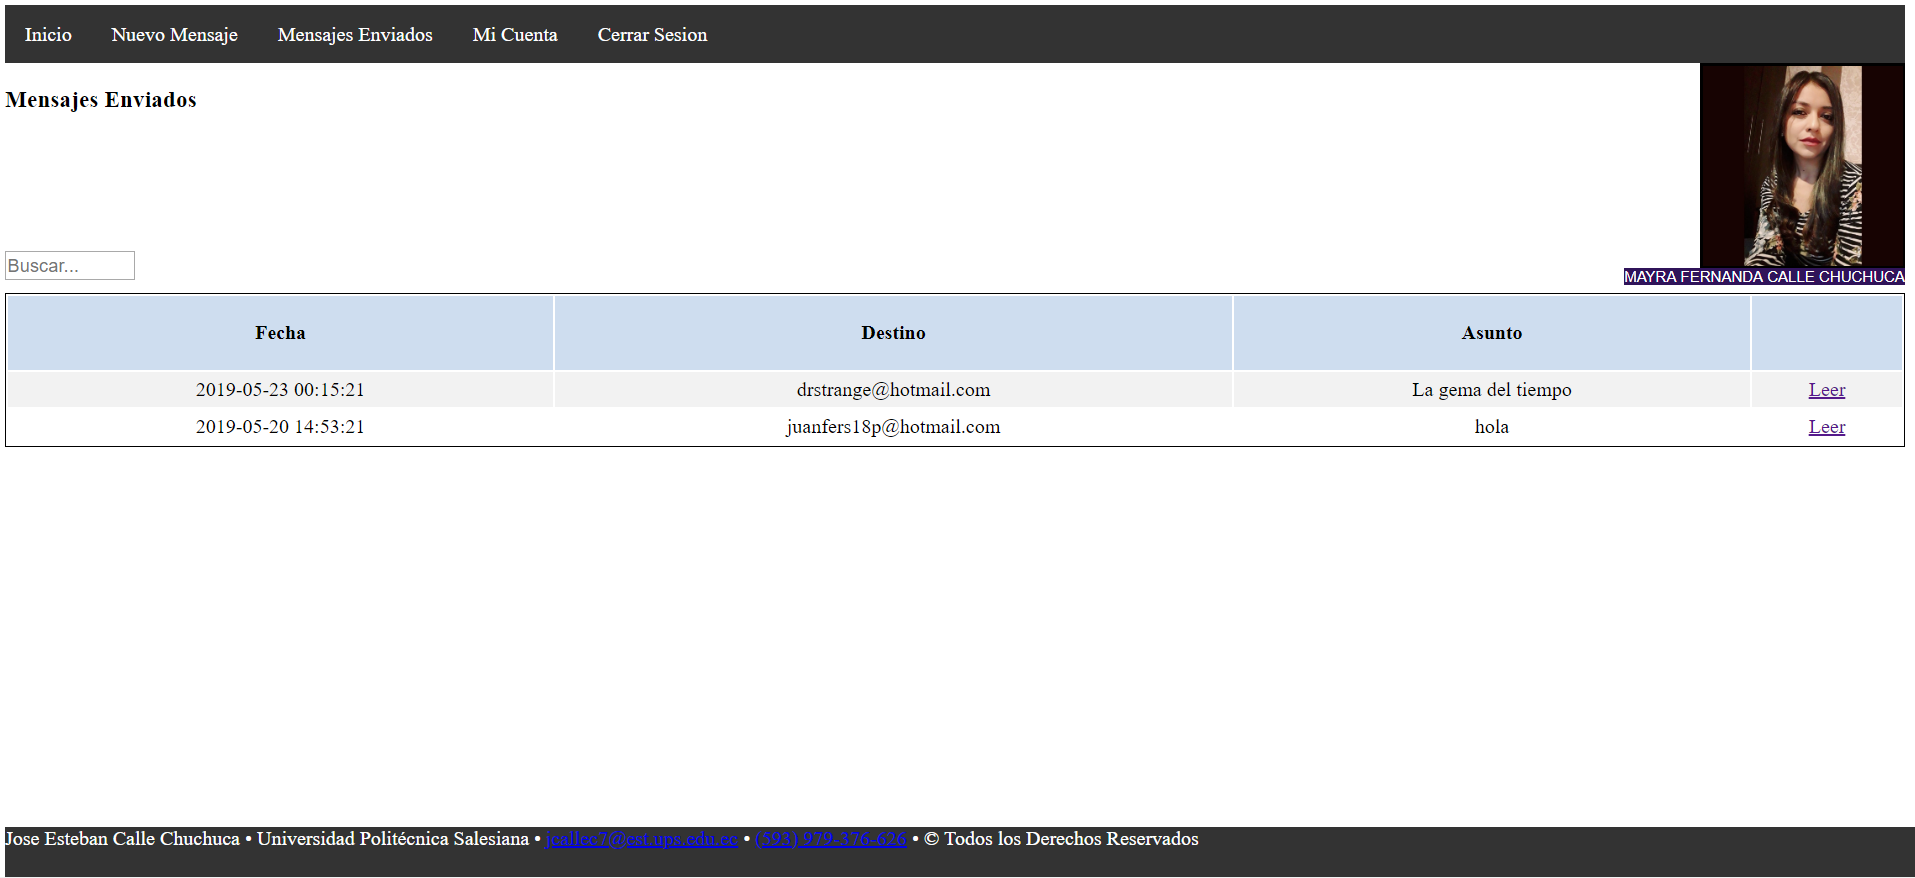 Inicio Nuevo Mensaje Mensajes Enviados Mi Cuenta Cerrar Sesion
Mensajes Enviados
Buscar...
MAYRA FERNANDA CALLE CHUCHUCA
Fecha Destino Asunto
2019-05-23 00:15:21 drstrange@hotmail.com La gema del tiempo Leer
2019-05-20 14:53:21 juanfers18p@hotmail.com hola Leer
Jose Esteban Calle Chuchuca • Universidad Politécnica Salesiana • jcallec7@est.ups.edu.ec • (593) 979-376-626 • © Todos los Derechos Reservados